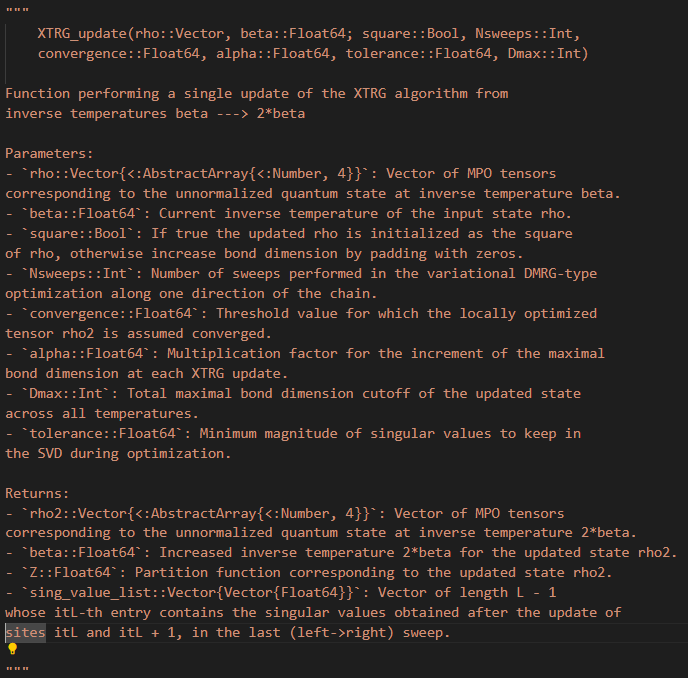 """
XTRG_update(rho::Vector, beta::Float64; square::Bool, Nsweeps::Int,
convergence::Float64, alpha::Float64, tolerance::Float64, Dmax::Int)
Function performing a single update of the XTRG algorithm from
inverse temperatures beta ---> 2*beta
Parameters:
- `rho::Vector{<:AbstractArray{<:Number, 4}}`: Vector of MPO tensors
corresponding to the unnormalized quantum state at inverse temperature beta.
- `beta::Float64`: Current inverse temperature of the input state rho.
- `square::Bool`: If true the updated rho is initialized as the square
of rho, otherwise increase bond dimension by padding with zeros.
- `Nsweeps::Int`: Number of sweeps performed in the variational DMRG-type
optimization along one direction of the chain.
- `convergence::Float64`: Threshold value for which the locally optimized
tensor rho2 is assumed converged.
- `alpha::Float64`: Multiplication factor for the increment of the maximal
bond dimension at each XTRG update.
- `Dmax::Int`: Total maximal bond dimension cutoff of the updated state
across all temperatures.
- `tolerance::Float64`: Minimum magnitude of singular values to keep in
the SVD during optimization.
Returns:
- `rho2::Vector{<:AbstractArray{<:Number, 4}}`: Vector of MPO tensors
corresponding to the unnormalized quantum state at inverse temperature 2*beta.
- `beta::Float64`: Increased inverse temperature 2*beta for the updated state rho2.
- `Z::Float64`: Partition function corresponding to the updated state rho2.
- `sing_value_list::Vector{Vector{Float64}}`: Vector of length L - 1
whose itL-th entry contains the singular values obtained after the update of
sites itL and itL + 1, in the last (left->right) sweep.
"""